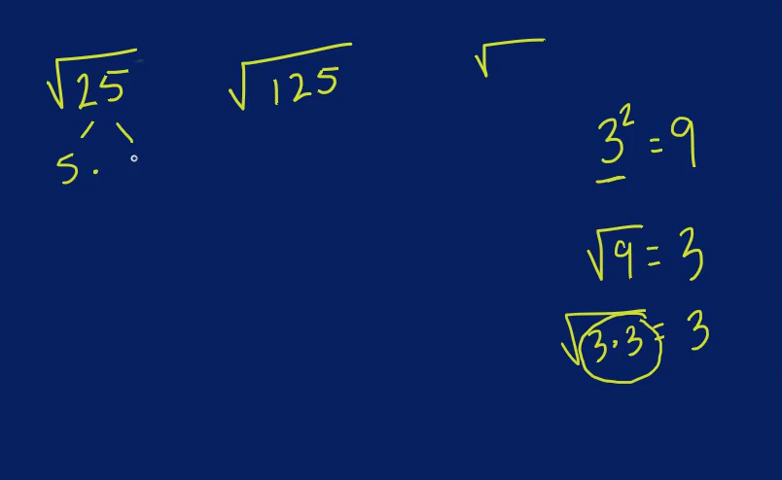 √25 √125 √
5 ·
3² = 9
√9 = 3
√3·3 = 3